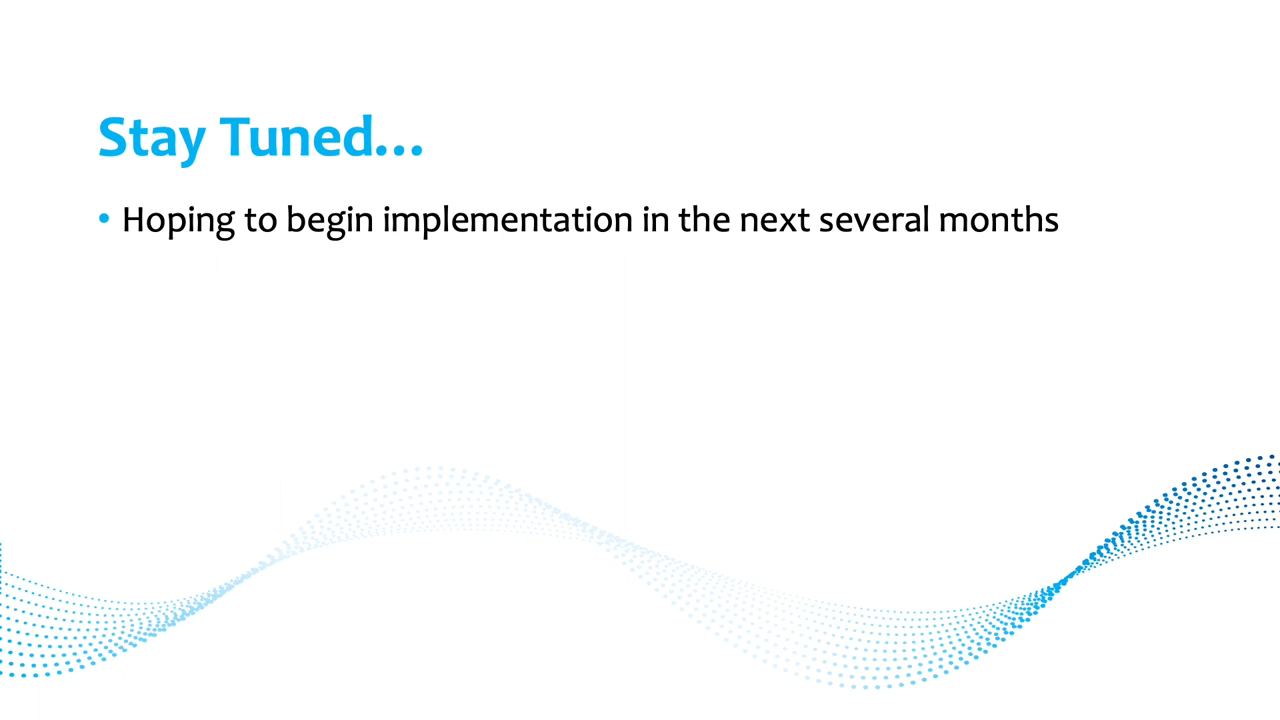 Stay Tuned...
• Hoping to begin implementation in the next several months